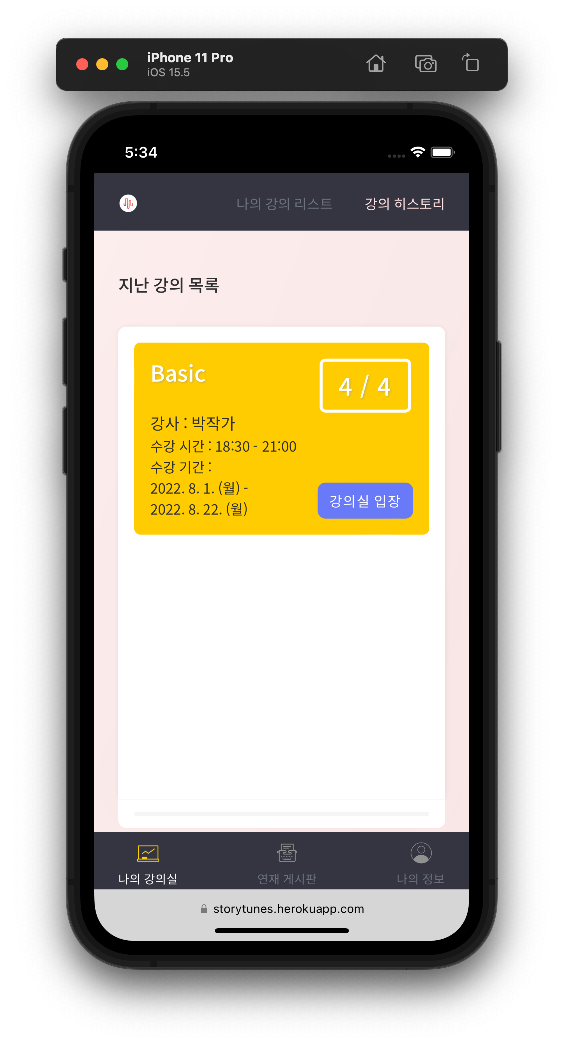 iPhone 11 Pro
iOS 15.5
5:34
나의 강의 리스트
강의 히스토리
지난 강의 목록
Basic
4 / 4
강사 : 박작가
수강 시간 : 18:30 - 21:00
수강 기간 :
2022. 8. 1. (월) -
2022. 8. 22. (월)
강의실 입장
나의 강의실
연재 게시판
나의 정보
storytunes.herokuapp.com